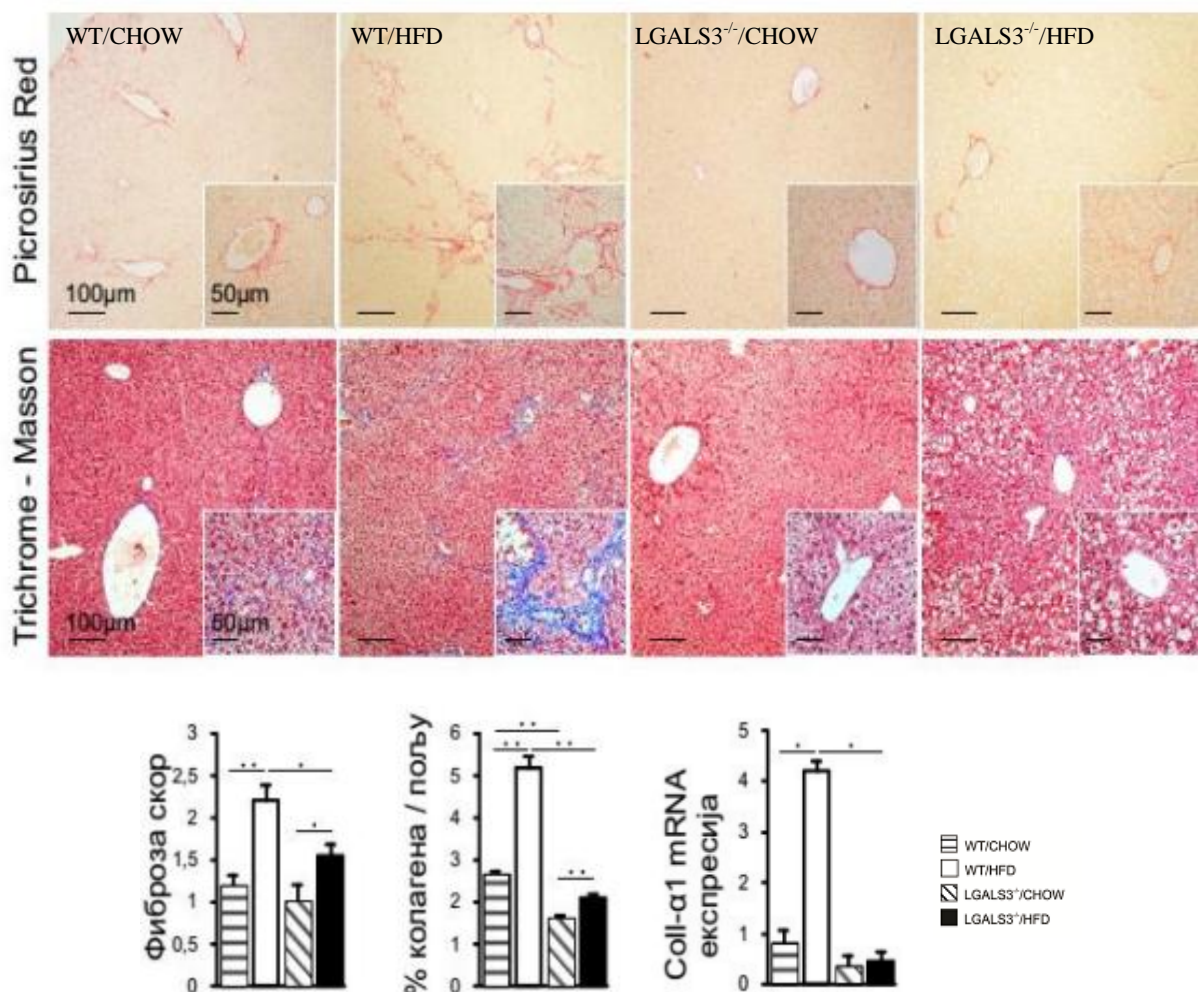 WT/CHOW
WT/HFD
LGALS3-/-/CHOW
LGALS3-/-/HFD
Picrosirius Red
100µm
50µm
Trichrome - Masson
100µm
50µm
Фиброза скор
3
2,5
2
1,5
1
0,5
0
* *
*
*
% колагена / пољу
6
5
4
3
2
1
0
* *
* *
* *
* *
Coll-α1 mRNA
експресија
5
4
3
2
1
0
*
*
WT/CHOW
WT/HFD
LGALS3-/-/CHOW
LGALS3-/-/HFD